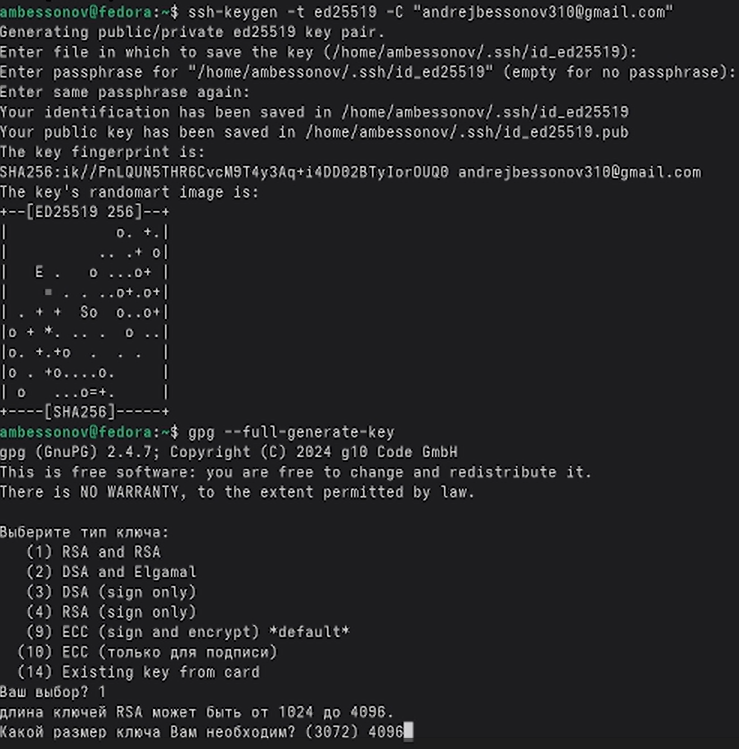 ambessonov@fedora:~$ ssh-keygen -t ed25519 -C "andrejbessonov310@gmail.com"
Generating public/private ed25519 key pair.
Enter file in which to save the key (/home/ambessonov/.ssh/id_ed25519):
Enter passphrase for "/home/ambessonov/.ssh/id_ed25519" (empty for no passphrase):
Enter same passphrase again:
Your identification has been saved in /home/ambessonov/.ssh/id_ed25519
Your public key has been saved in /home/ambessonov/.ssh/id_ed25519.pub
The key fingerprint is:
SHA256:ik//PnLQUN5THR6CvcM9T4y3Aq+i4DD02BTyIorOUQ0 andrejbessonov310@gmail.com
The key's randomart image is:
+--[ED25519 256]--+
|            o. +.|
|          .. .+ o|
|   E .   o ...o+ |
|    = . . ..o+.o+|
| . + +  So  o..o+|
|o + *. .. .  o ..|
|o. +.+o  .  . .  |
|o . +o....o.     |
| o   ...o=+.     |
+----[SHA256]-----+
ambessonov@fedora:~$ gpg --full-generate-key
gpg (GnuPG) 2.4.7; Copyright (C) 2024 g10 Code GmbH
This is free software: you are free to change and redistribute it.
There is NO WARRANTY, to the extent permitted by law.
Выберите тип ключа:
(1) RSA and RSA
(2) DSA and Elgamal
(3) DSA (sign only)
(4) RSA (sign only)
(9) ECC (sign and encrypt) *default*
(10) ECC (только для подписи)
(14) Existing key from card
Ваш выбор? 1
длина ключей RSA может быть от 1024 до 4096.
Какой размер ключа Вам необходим? (3072) 4096